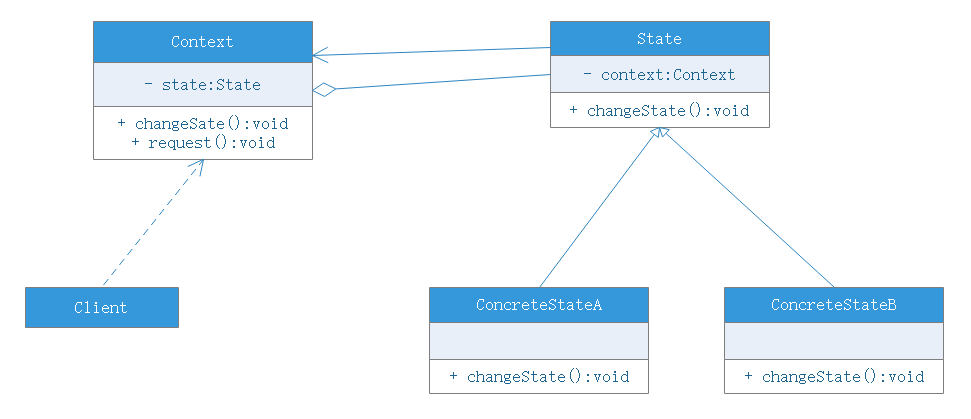 Context
- state:State
+ changeSate():void
+ request():void
State
- context:Context
+ changeState():void
Client
ConcreteStateA
+ changeState():void
ConcreteStateB
+ changeState():void